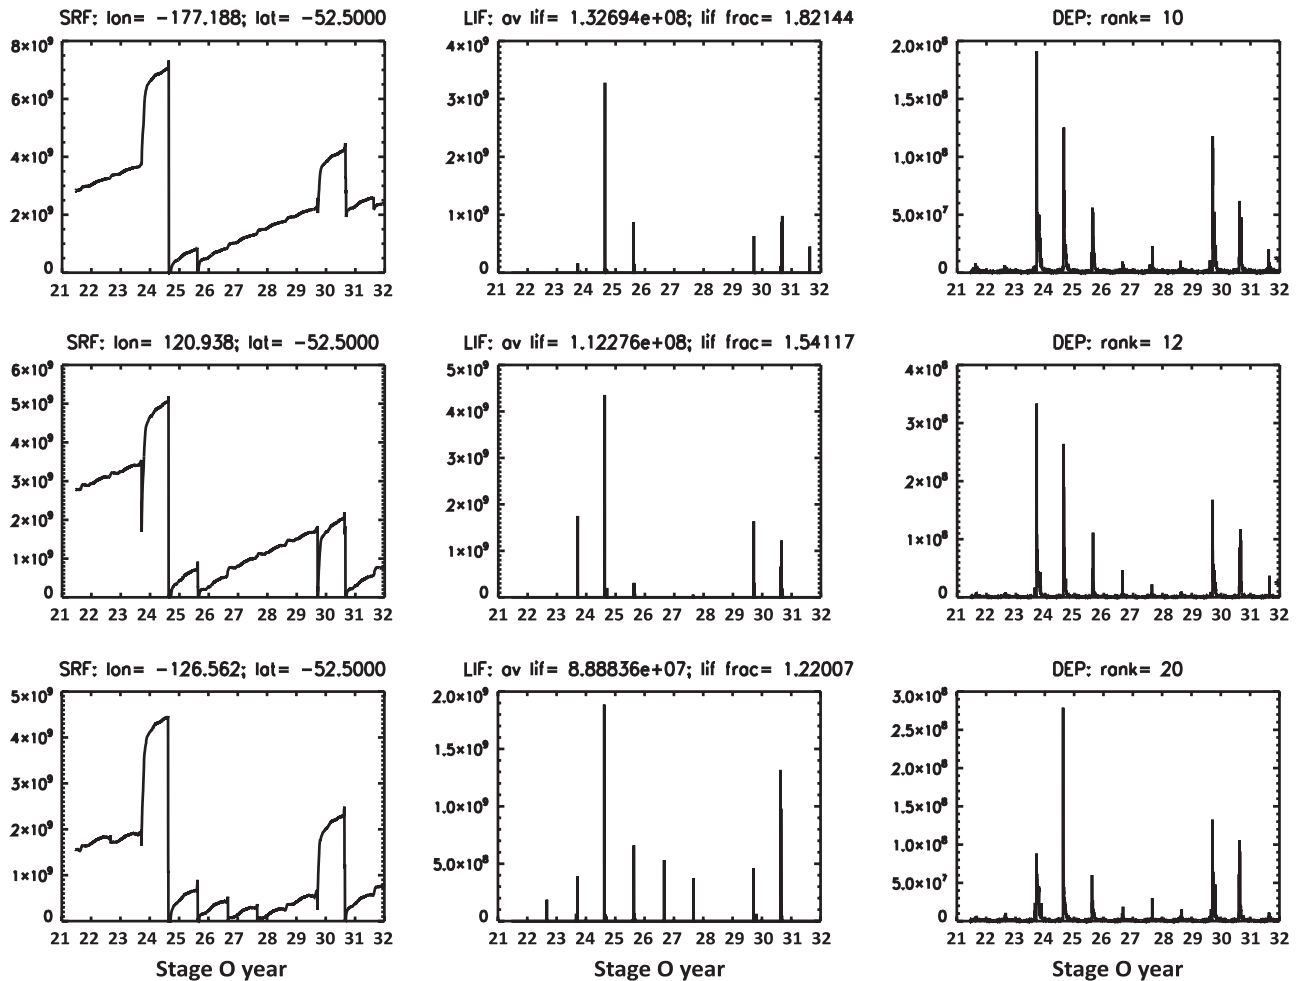 SRF: lon= −177.188; lat= −52.5000
LIF: av lif= 1.32694e+08; lif frac= 1.82144
DEP: rank= 10
8×10⁹
6×10⁹
4×10⁹
2×10⁹
0
21 22 23 24 25 26 27 28 29 30 31 32
4×10⁹
3×10⁹
2×10⁹
1×10⁹
0
21 22 23 24 25 26 27 28 29 30 31 32
2.0×10⁸
1.5×10⁸
1.0×10⁸
5.0×10⁷
0
21 22 23 24 25 26 27 28 29 30 31 32
SRF: lon= 120.938; lat= −52.5000
LIF: av lif= 1.12276e+08; lif frac= 1.54117
DEP: rank= 12
6×10⁹
5×10⁹
4×10⁹
3×10⁹
2×10⁹
1×10⁹
0
21 22 23 24 25 26 27 28 29 30 31 32
5×10⁹
4×10⁹
3×10⁹
2×10⁹
1×10⁹
0
21 22 23 24 25 26 27 28 29 30 31 32
4×10⁸
3×10⁸
2×10⁸
1×10⁸
0
21 22 23 24 25 26 27 28 29 30 31 32
SRF: lon= −126.562; lat= −52.5000
LIF: av lif= 8.88836e+07; lif frac= 1.22007
DEP: rank= 20
5×10⁹
4×10⁹
3×10⁹
2×10⁹
1×10⁹
0
21 22 23 24 25 26 27 28 29 30 31 32
Stage 0 year
2.0×10⁹
1.5×10⁹
1.0×10⁹
5.0×10⁸
0
21 22 23 24 25 26 27 28 29 30 31 32
Stage 0 year
3.0×10⁸
2.5×10⁸
2.0×10⁸
1.5×10⁸
1.0×10⁸
5.0×10⁷
0
21 22 23 24 25 26 27 28 29 30 31 32
Stage 0 year